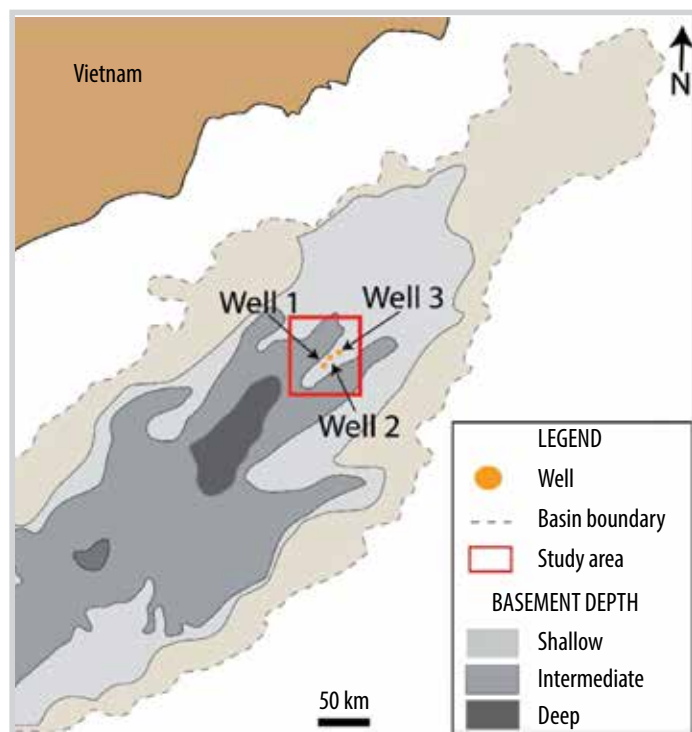 Vietnam
N
Well 1
Well 3
Well 2
50 km
LEGEND
Well
Basin boundary
Study area
BASEMENT DEPTH
Shallow
Intermediate
Deep